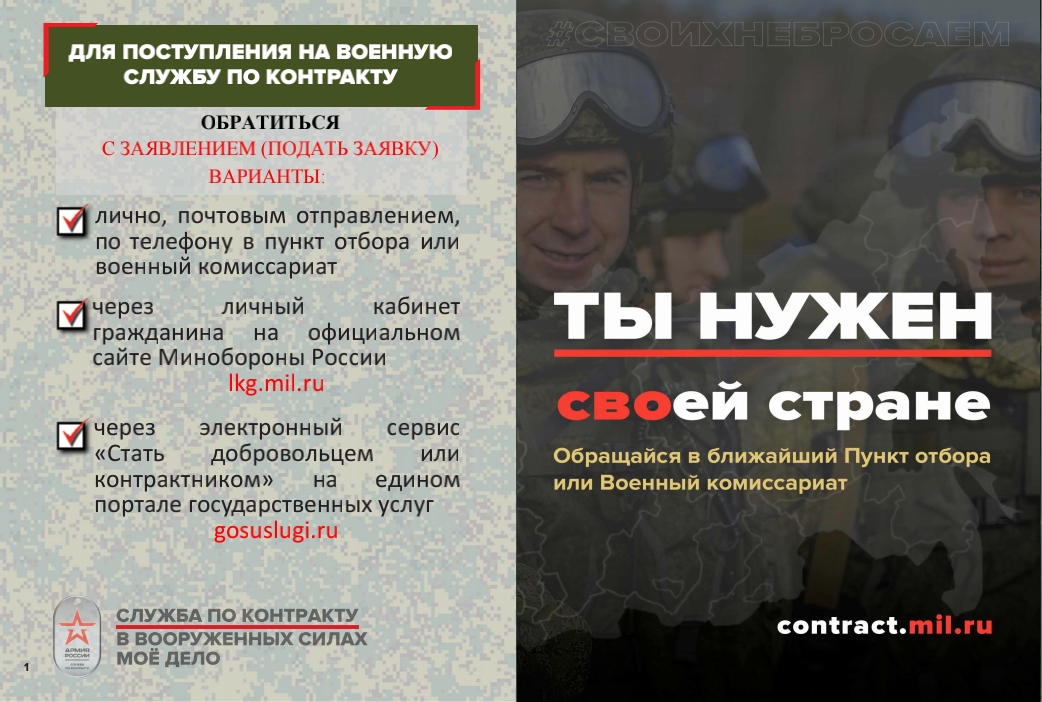 ДЛЯ ПОСТУПЛЕНИЯ НА ВОЕННУЮ
СЛУЖБУ ПО КОНТРАКТУ
ОБРАТИТЬСЯ
С ЗАЯВЛЕНИЕМ (ПОДАТЬ ЗАЯВКУ)
ВАРИАНТЫ:
лично, почтовым отправлением,
по телефону в пункт отбора или
военный комиссариат
через личный кабинет
гражданина на официальном
сайте Минобороны России
lkg.mil.ru
через электронный сервис
«Стать добровольцем или
контрактником» на едином
портале государственных услуг
gosuslugi.ru
АРМИЯ
РОССИИ
СЛУЖБА ПО КОНТРАКТУ
В ВООРУЖЕННЫХ СИЛАХ
МОЁ ДЕЛО
1
#СВОИХНЕБРОСАЕМ
ТЫ НУЖЕН
своей стране
Обращайся в ближайший Пункт отбора
или Военный комиссариат
contract.mil.ru